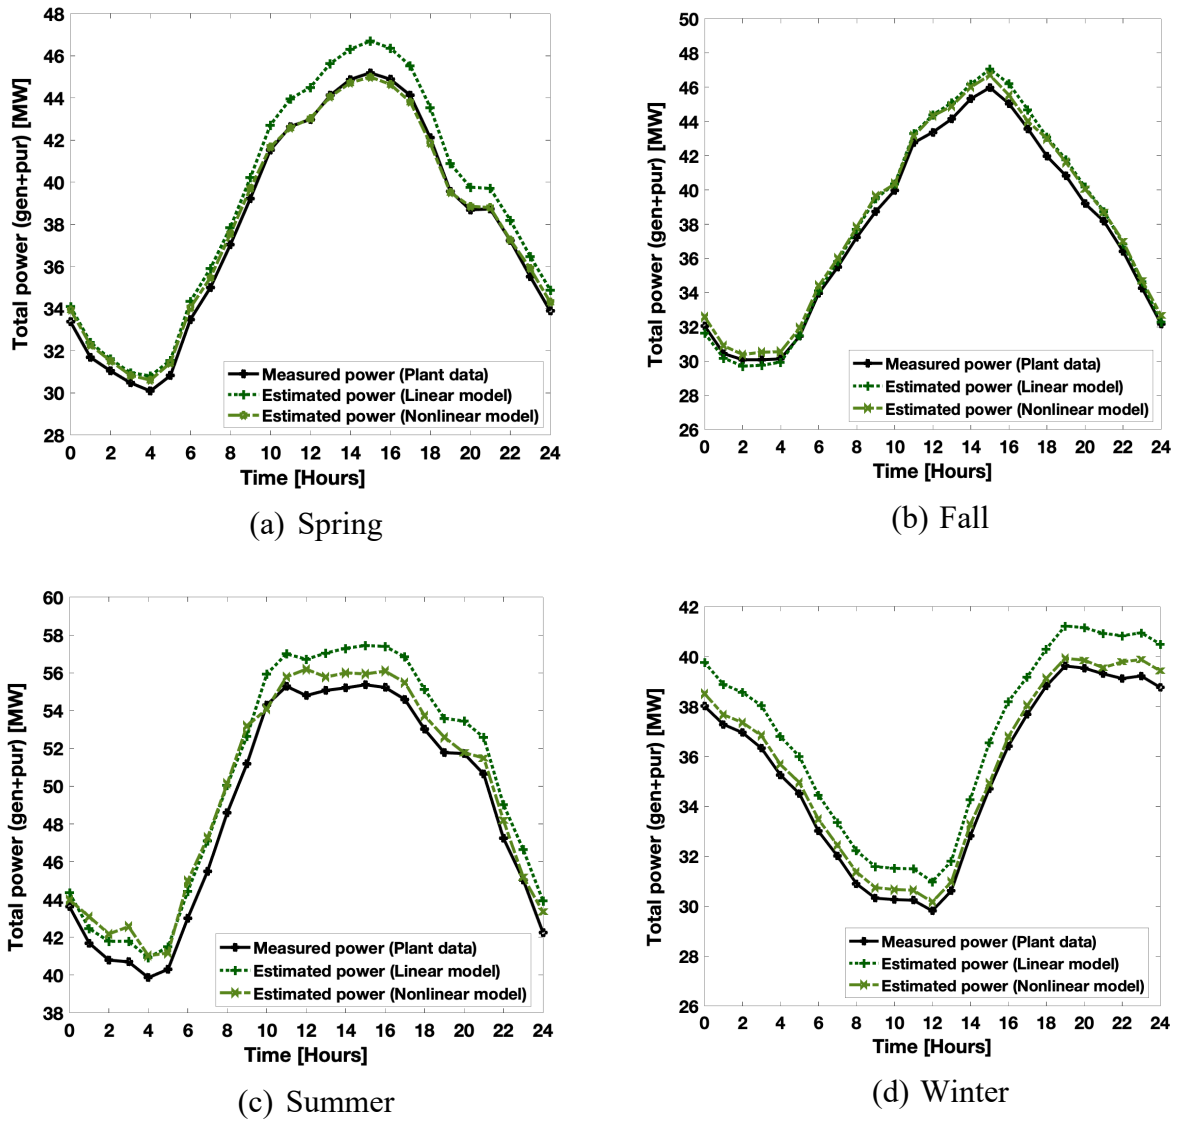 48
46
44
42
40
38
36
34
32
30
28
Total power (gen+pur) [MW]
Measured power (Plant data)
Estimated power (Linear model)
Estimated power (Nonlinear model)
0 2 4 6 8 10 12 14 16 18 20 22 24
Time [Hours]
(a) Spring
50
48
46
44
42
40
38
36
34
32
30
28
26
Total power (gen+pur) [MW]
Measured power (Plant data)
Estimated power (Linear model)
Estimated power (Nonlinear model)
0 2 4 6 8 10 12 14 16 18 20 22 24
Time [Hours]
(b) Fall
60
58
56
54
52
50
48
46
44
42
40
38
Total power (gen+pur) [MW]
Measured power (Plant data)
Estimated power (Linear model)
Estimated power (Nonlinear model)
0 2 4 6 8 10 12 14 16 18 20 22 24
Time [Hours]
(c) Summer
42
40
38
36
34
32
30
28
26
Total power (gen+pur) [MW]
Measured power (Plant data)
Estimated power (Linear model)
Estimated power (Nonlinear model)
0 2 4 6 8 10 12 14 16 18 20 22 24
Time [Hours]
(d) Winter